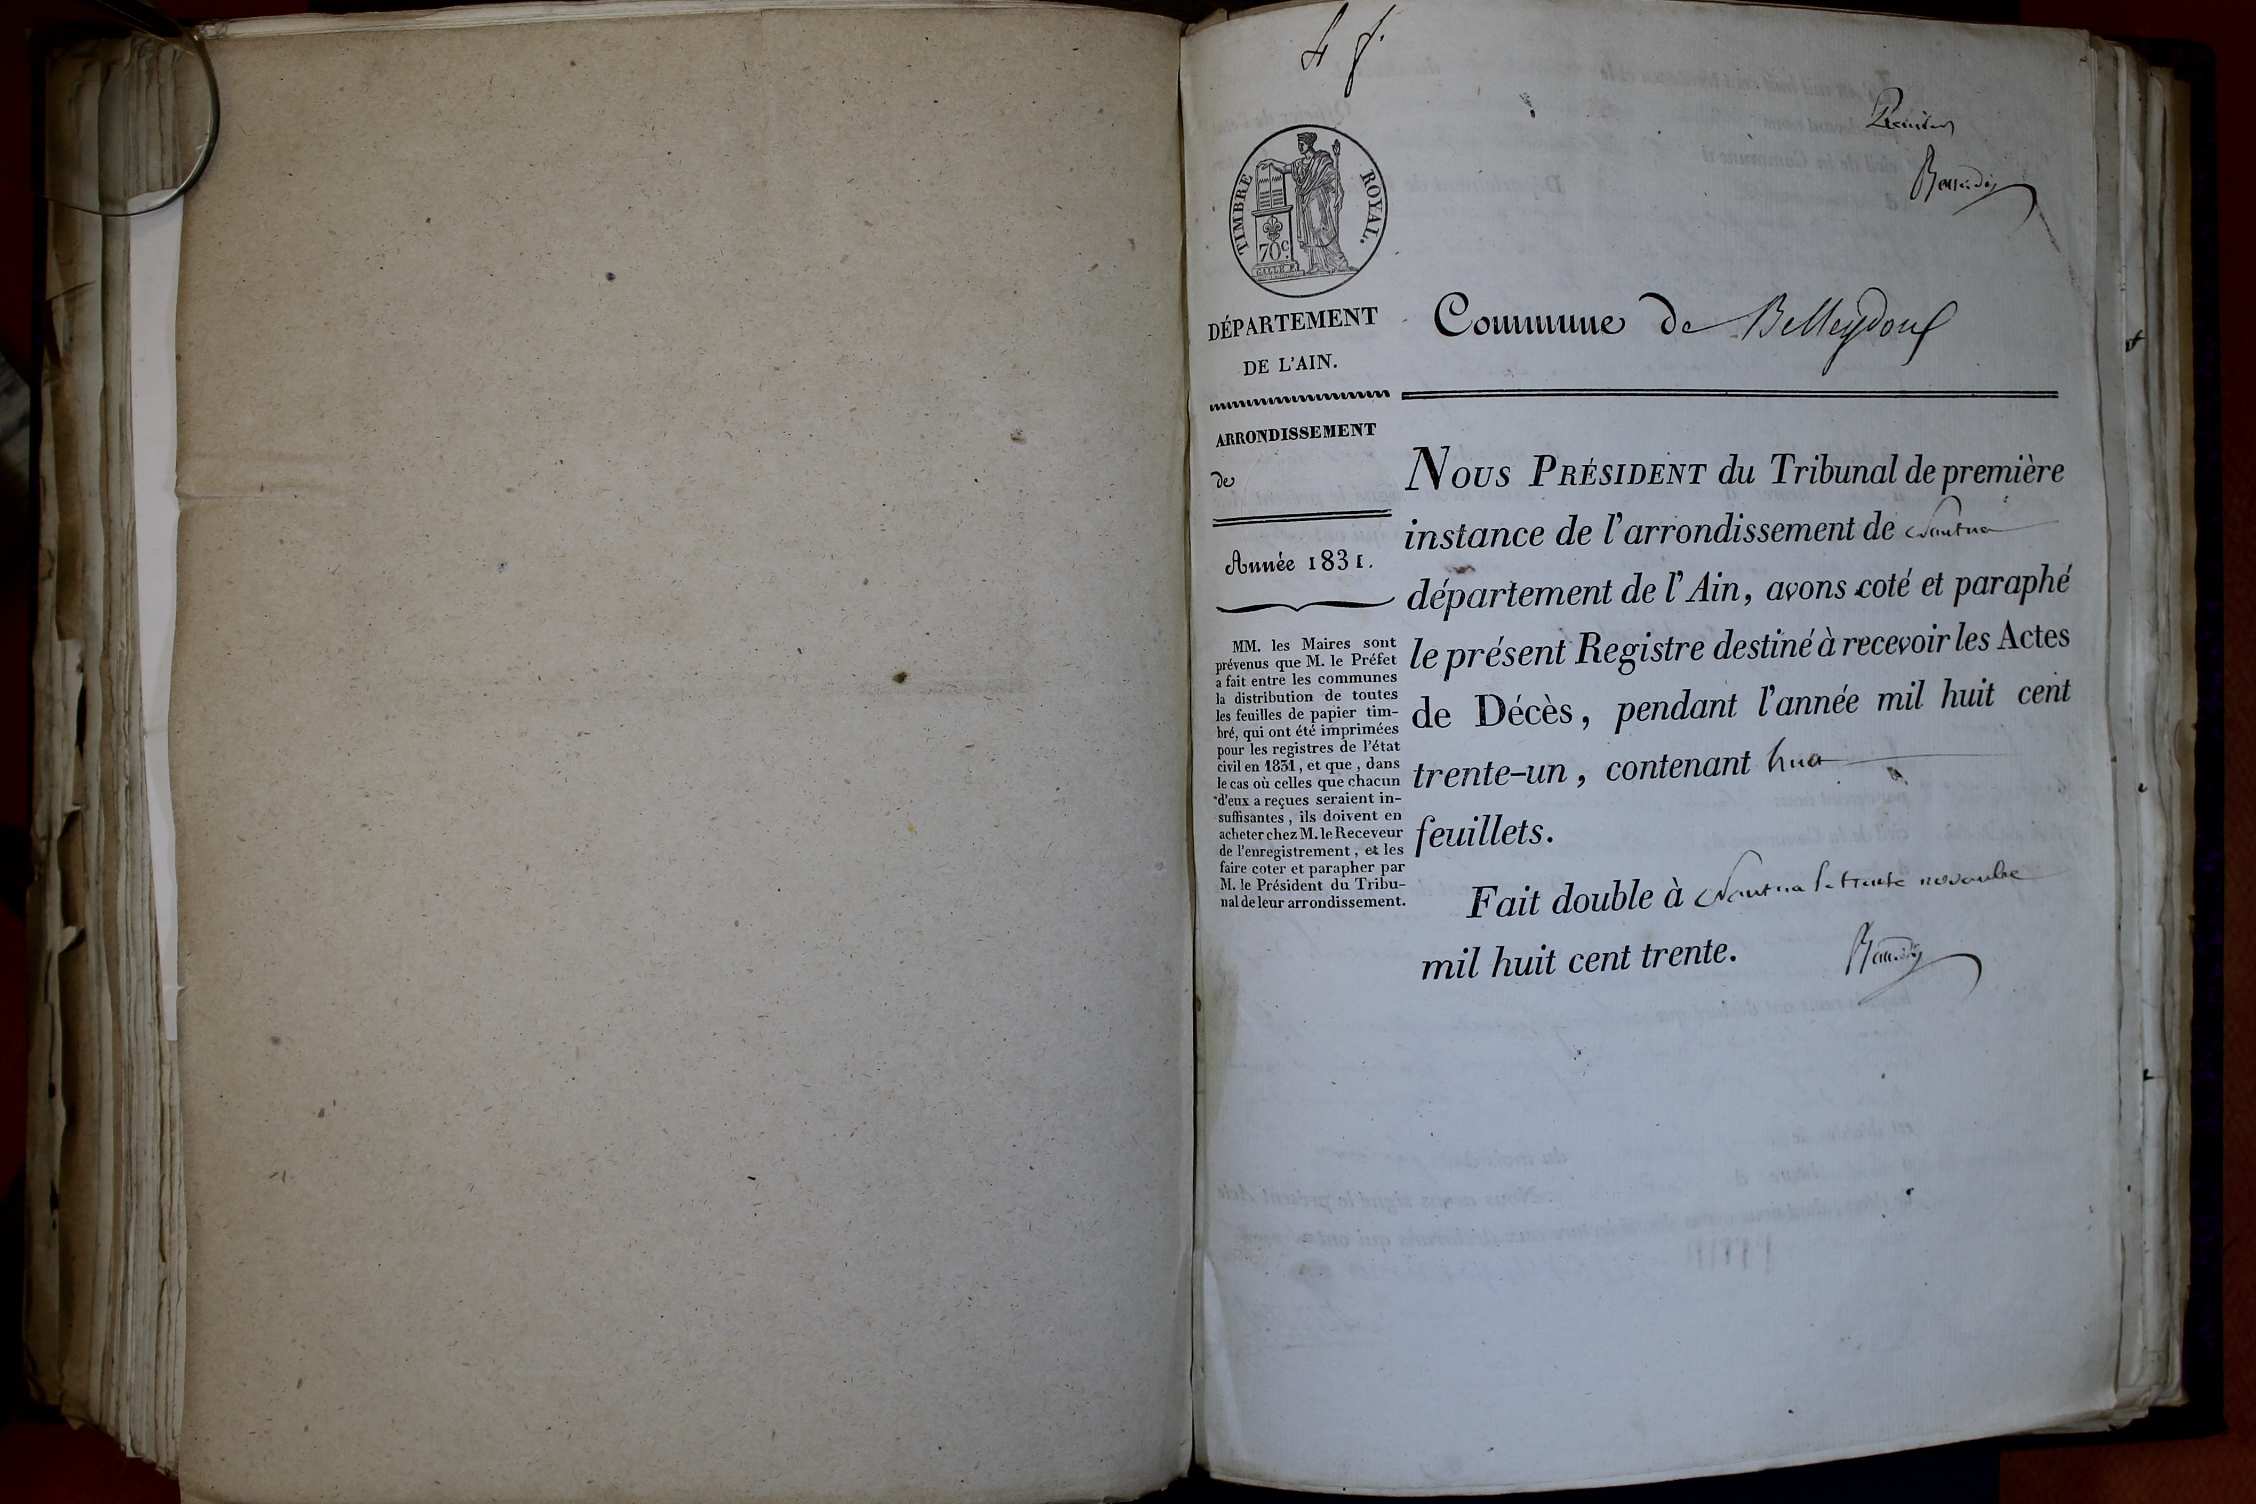 TIMBRE ROYAL.
70c.
GALLE F.
DÉPARTEMENT
DE L'AIN.
ARRONDISSEMENT
de
Année 1831.
MM. les Maires sont
prévenus que M. le Préfet
a fait entre les communes
la distribution de toutes
les feuilles de papier tim-
bré, qui ont été imprimées
pour les registres de l'état
civil en 1831, et que, dans
le cas où celles que chacun
d'eux a reçues seraient in-
suffisantes, ils doivent en
acheter chez M. le Receveur
de l'enregistrement, et les
faire coter et parapher par
M. le Président du Tribu-
nal de leur arrondissement.
Commune de Belleydoux
NOUS PRÉSIDENT du Tribunal de première
instance de l'arrondissement de Nantua
département de l'Ain, avons coté et paraphé
le présent Registre destiné à recevoir les Actes
de Décès, pendant l'année mil huit cent
trente-un, contenant huit
feuillets.
Fait double à Nantua le trente novembre
mil huit cent trente.